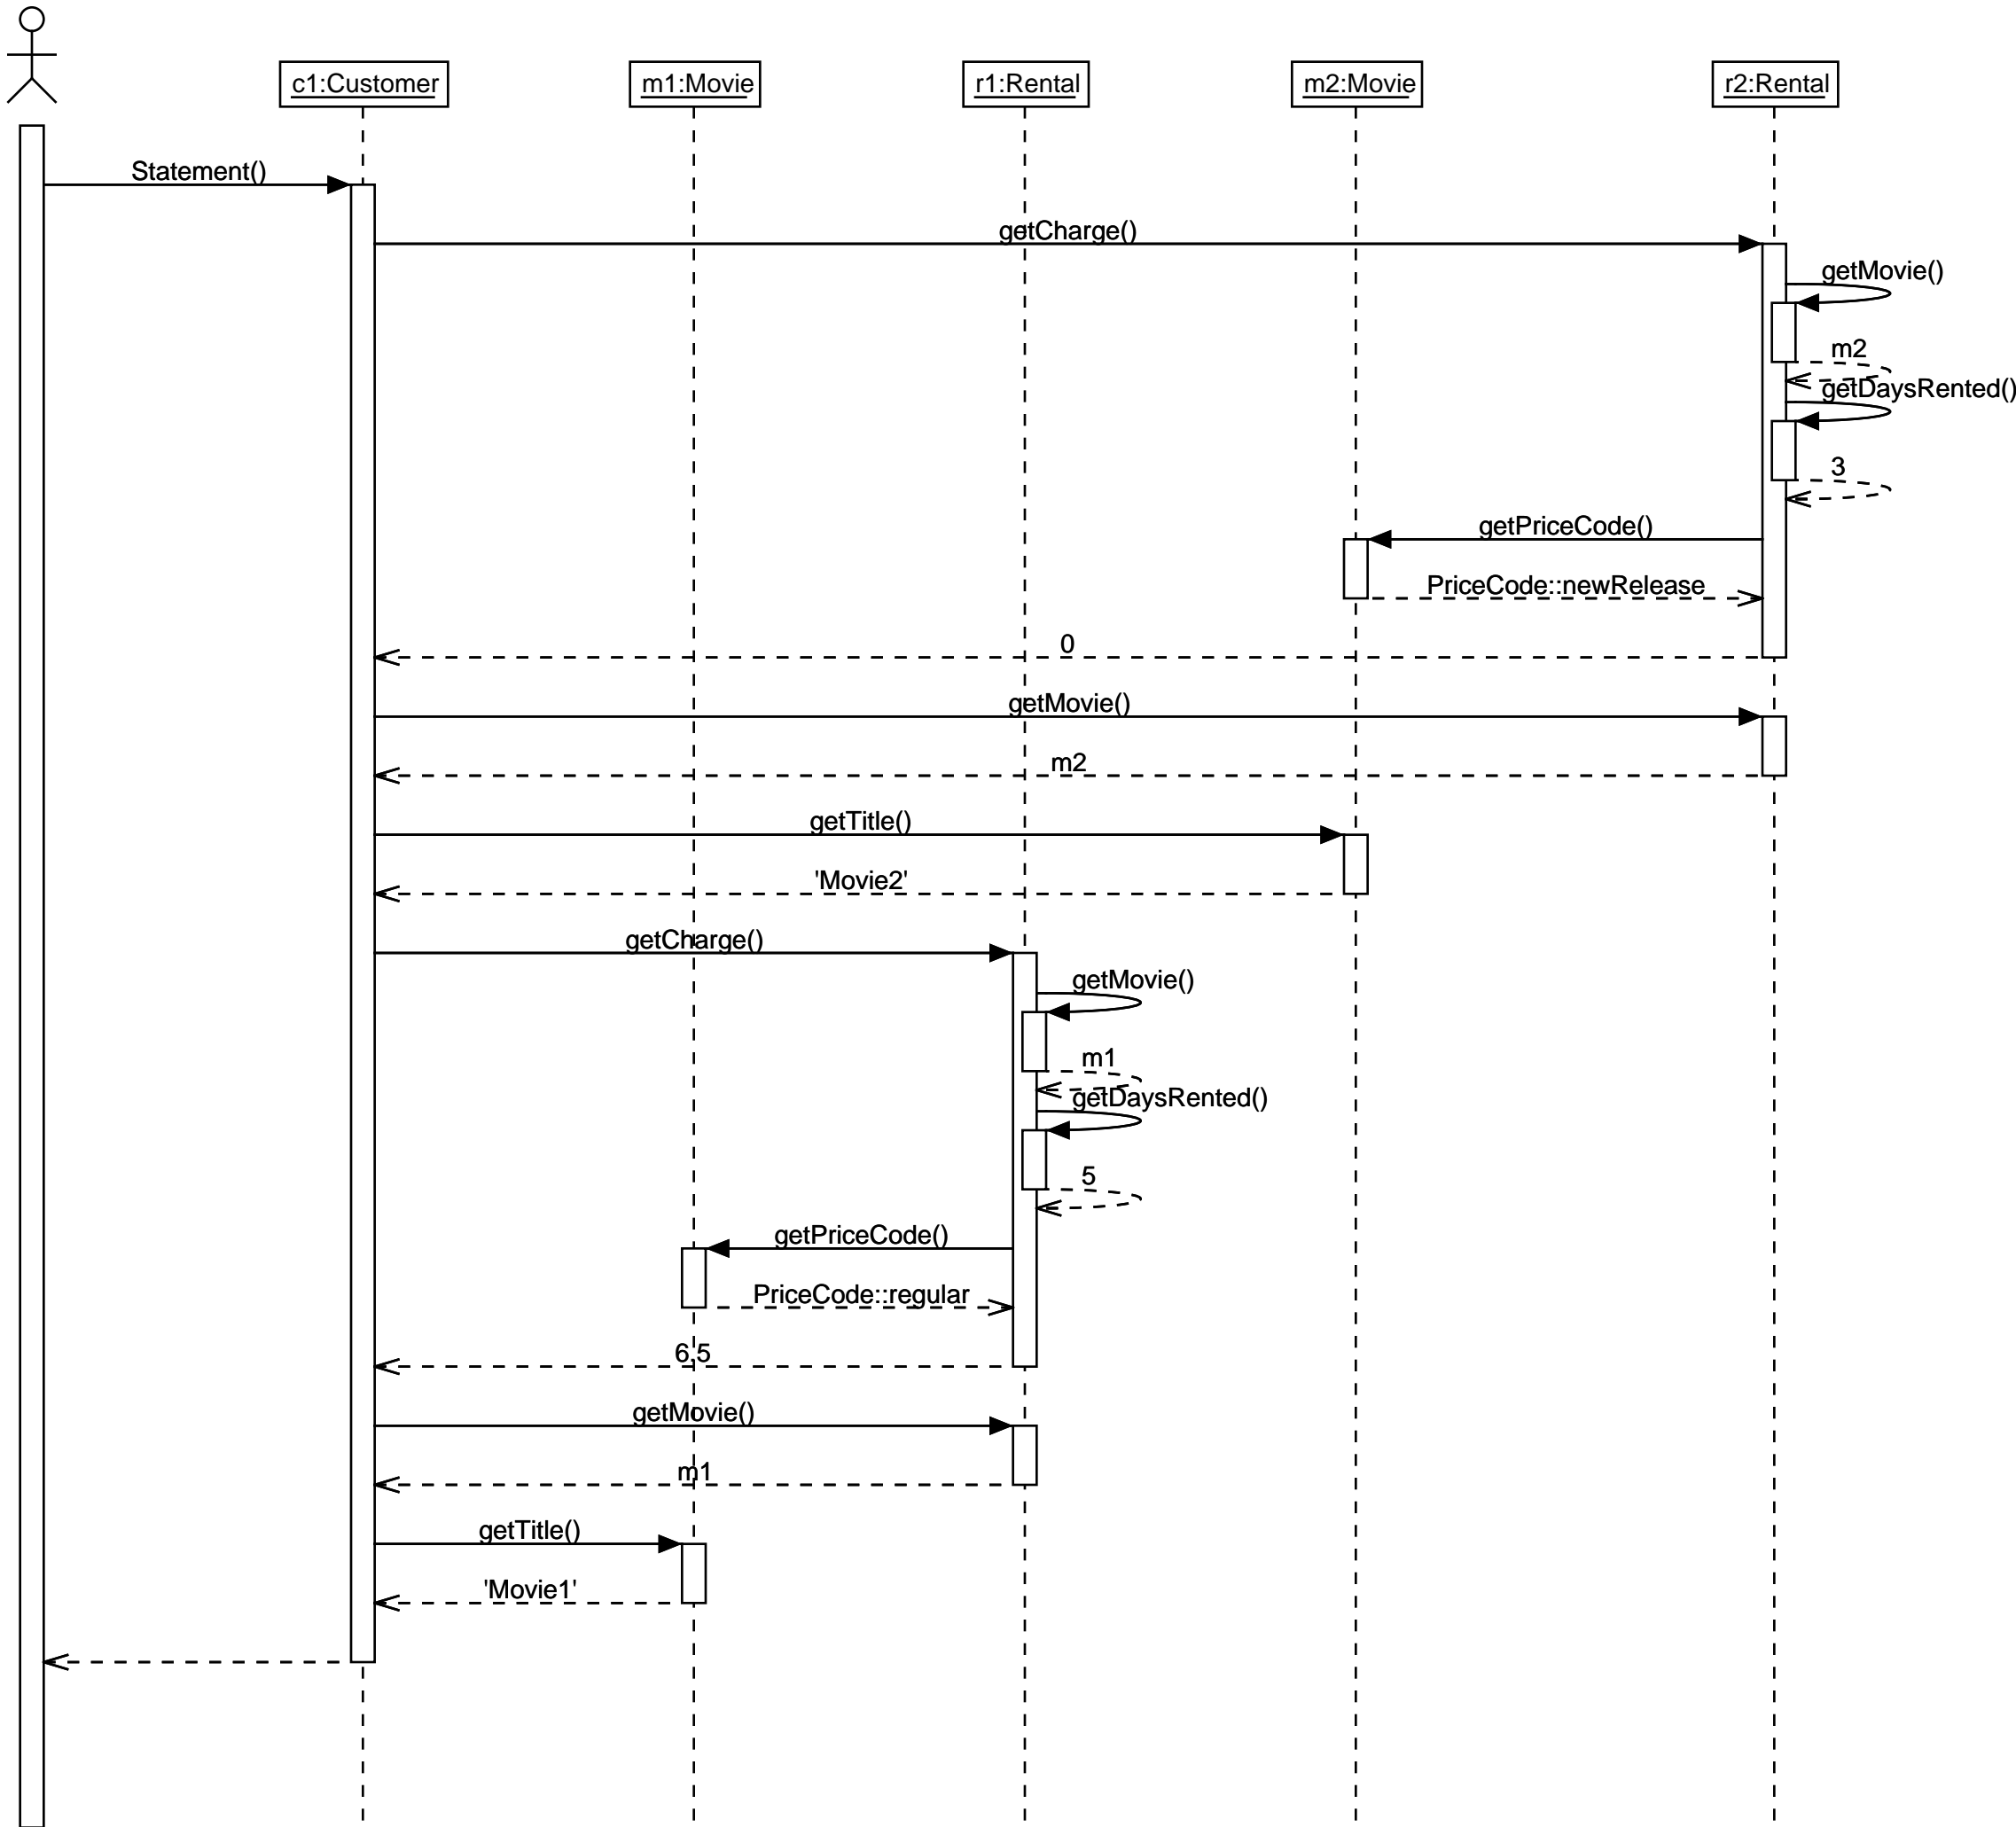 c1:Customer
m1:Movie
r1:Rental
m2:Movie
r2:Rental
Statement()
getCharge()
getMovie()
m2
getDaysRented()
3
getPriceCode()
PriceCode::newRelease
0
getMovie()
m2
getTitle()
'Movie2'
getCharge()
getMovie()
m1
getDaysRented()
5
getPriceCode()
PriceCode::regular
6.5
getMovie()
m1
getTitle()
'Movie1'